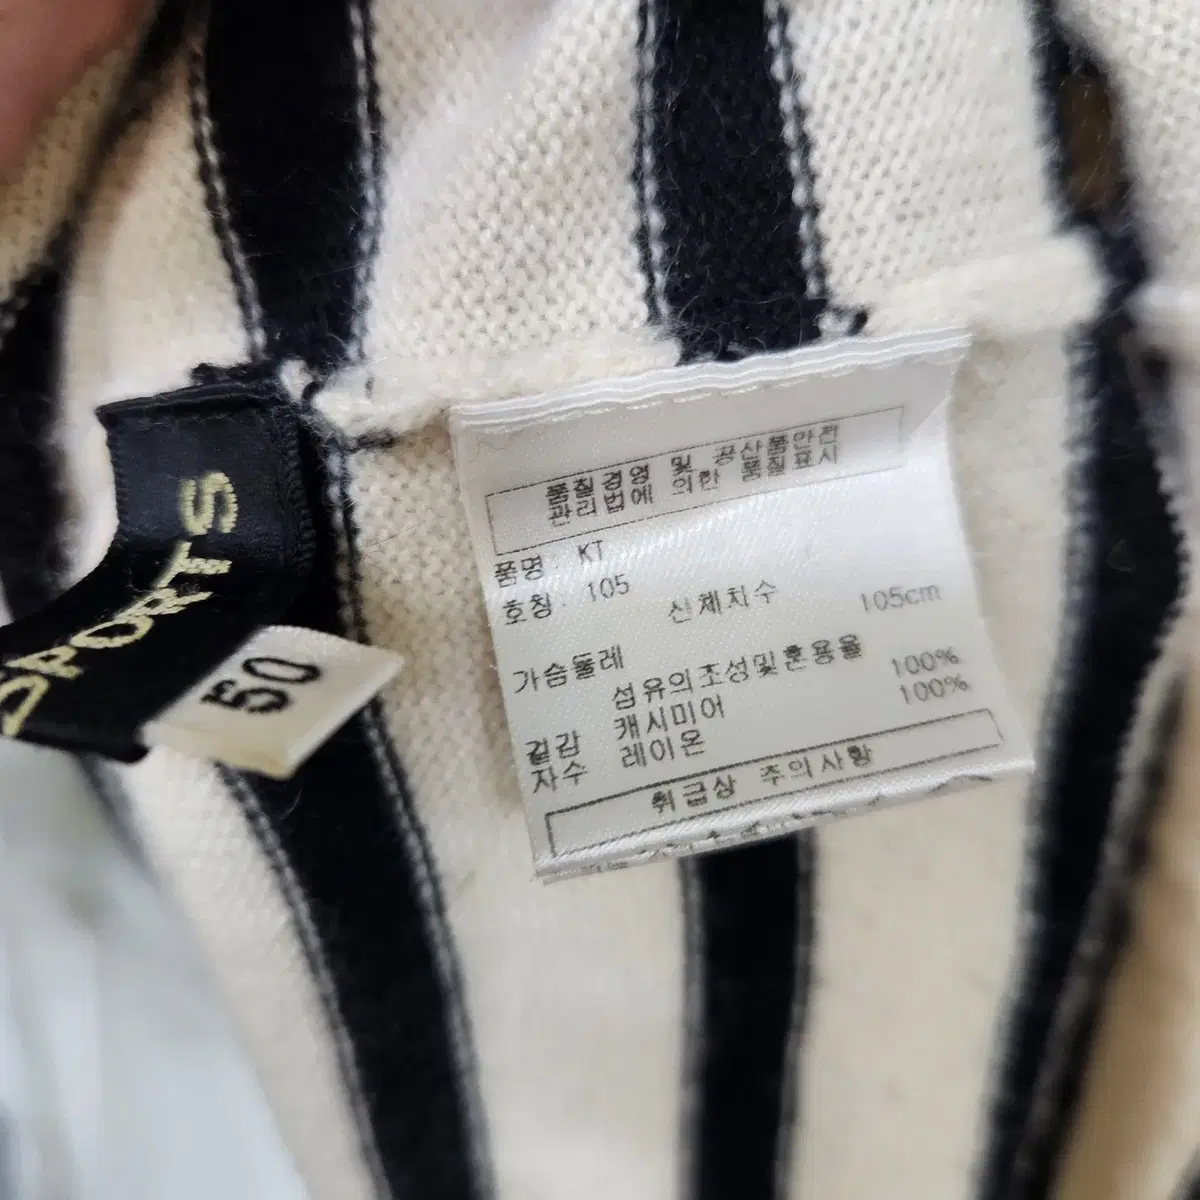 SPORTS
50
품질경영 및 공산품안전
관리법에 의한 품질표시
품명 : KT
호칭 : 105
신체치수
가슴둘레 105cm
섬유의조성및혼용율
겉감 캐시미어 100%
자수 레이온 100%
취급상 주의사항